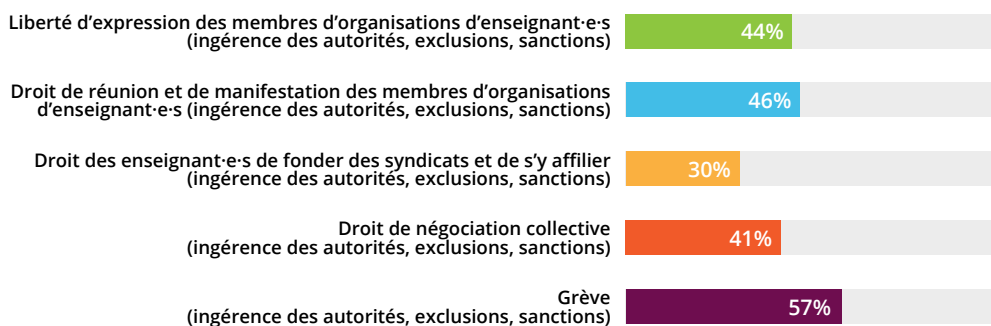 Liberté d’expression des membres d’organisations d’enseignant·e·s
(ingérence des autorités, exclusions, sanctions)
44%
Droit de réunion et de manifestation des membres d’organisations
d’enseignant·e·s (ingérence des autorités, exclusions, sanctions)
46%
Droit des enseignant·e·s de fonder des syndicats et de s’y affilier
(ingérence des autorités, exclusions, sanctions)
30%
Droit de négociation collective
(ingérence des autorités, exclusions, sanctions)
41%
Grève
(ingérence des autorités, exclusions, sanctions)
57%